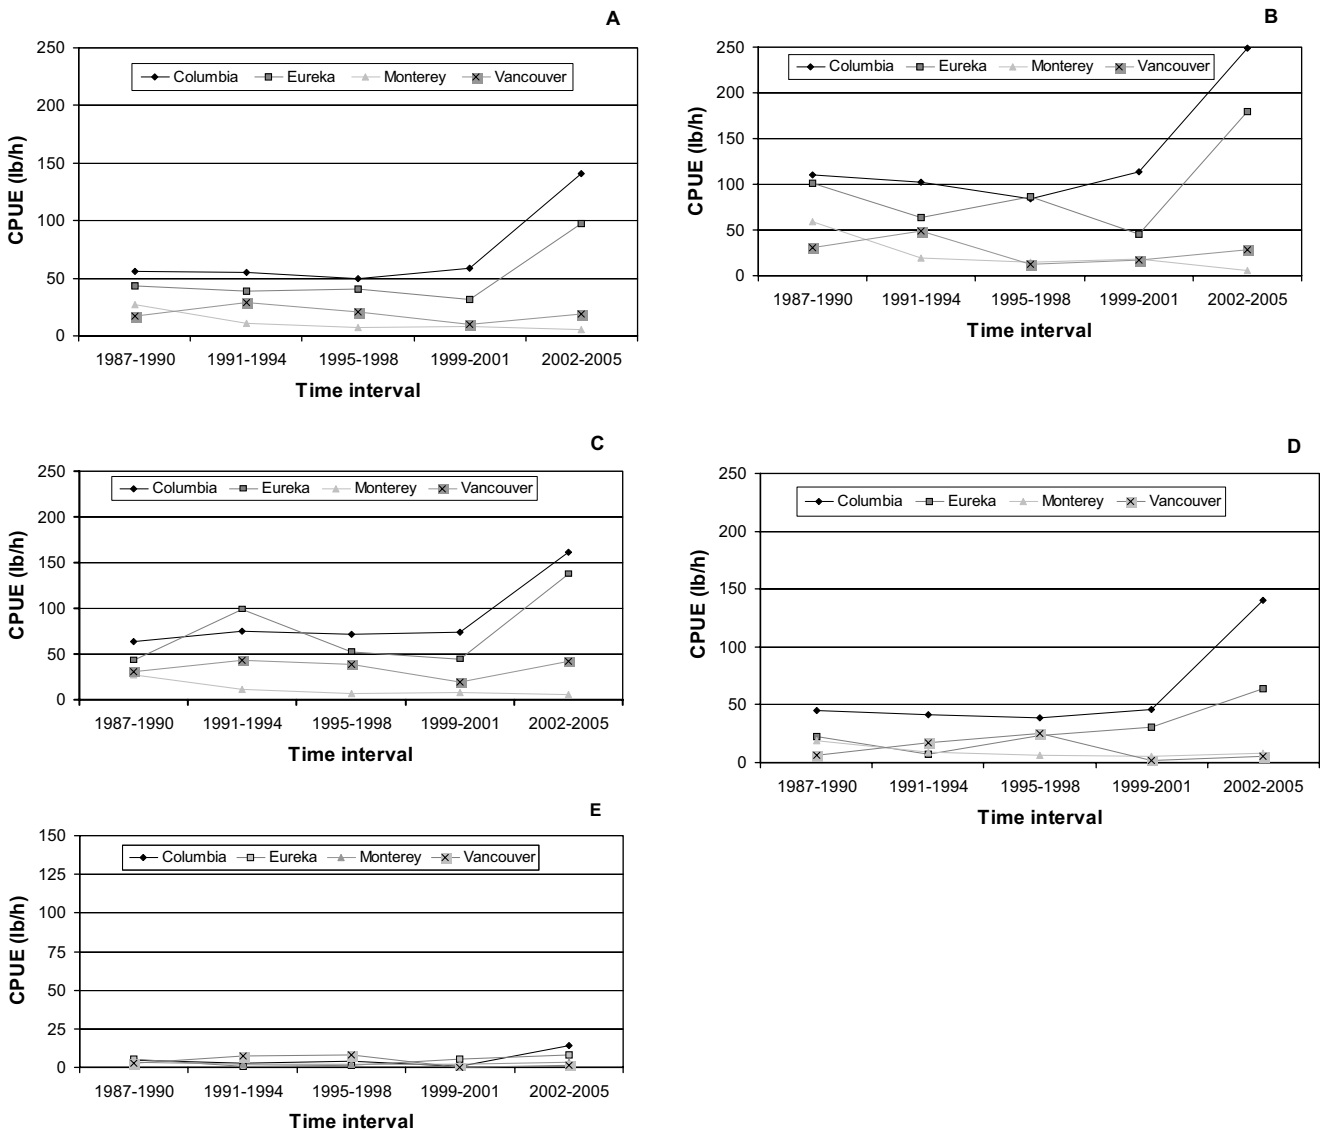 A
250
200
150
100
50
0
CPUE (lb/h)
Columbia Eureka Monterey Vancouver
1987-1990 1991-1994 1995-1998 1999-2001 2002-2005
Time interval
B
250
200
150
100
50
0
CPUE (lb/h)
Columbia Eureka Monterey Vancouver
1987-1990 1991-1994 1995-1998 1999-2001 2002-2005
Time interval
C
250
200
150
100
50
0
CPUE (lb/h)
Columbia Eureka Monterey Vancouver
1987-1990 1991-1994 1995-1998 1999-2001 2002-2005
Time interval
D
250
200
150
100
50
0
CPUE (lb/h)
Columbia Eureka Monterey Vancouver
1987-1990 1991-1994 1995-1998 1999-2001 2002-2005
Time interval
E
150
125
100
75
50
25
0
CPUE (lb/h)
Columbia Eureka Monterey Vancouver
1987-1990 1991-1994 1995-1998 1999-2001 2002-2005
Time interval